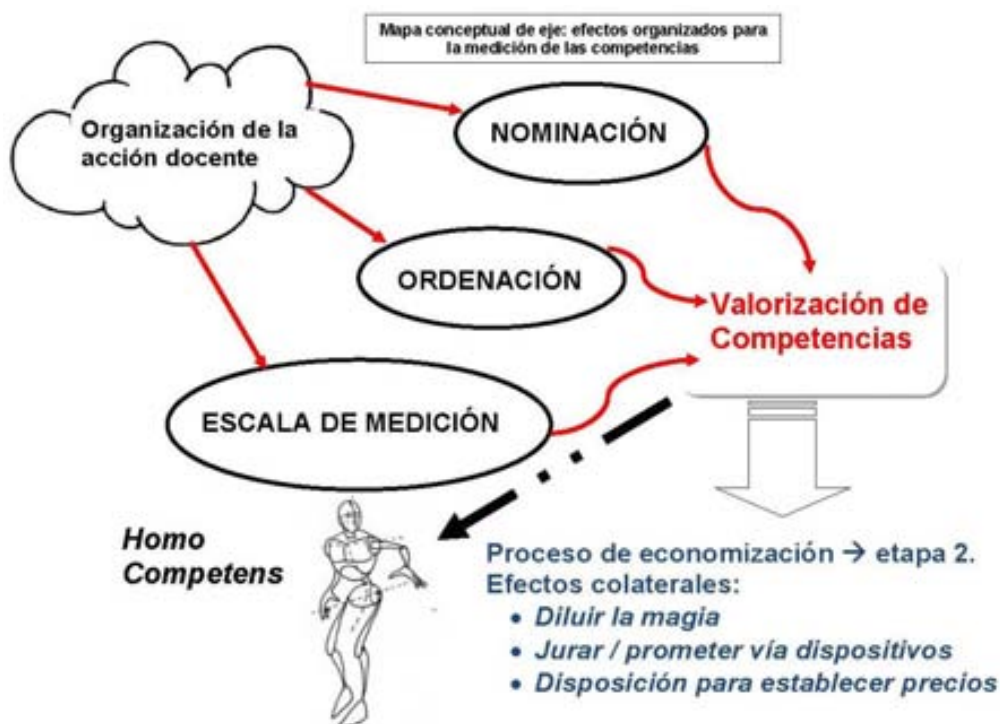 Mapa conceptual de eje: efectos organizados para
la medición de las competencias
Organización de la
acción docente
NOMINACIÓN
ORDENACIÓN
Valorización de
Competencias
ESCALA DE MEDICIÓN
Homo
Competens
Proceso de economización → etapa 2.
Efectos colaterales:
• Diluir la magia
• Jurar / prometer vía dispositivos
• Disposición para establecer precios